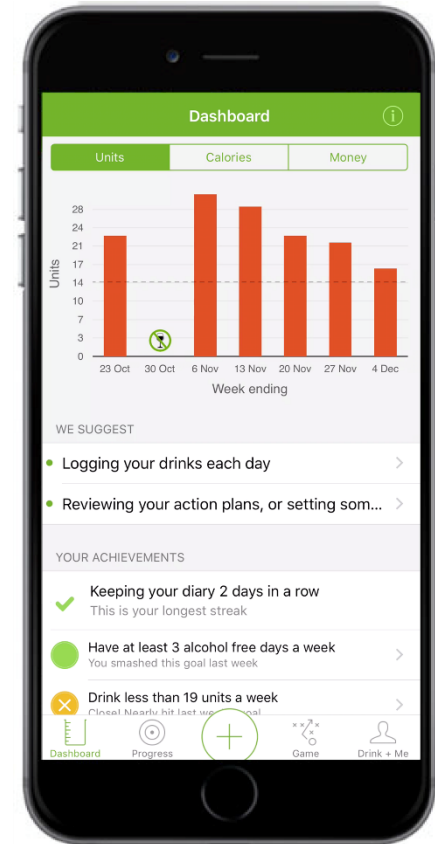 Dashboard
Units Calories Money
28
24
21
17
14
10
7
3
0
Units
23 Oct 30 Oct 6 Nov 13 Nov 20 Nov 27 Nov 4 Dec
Week ending
WE SUGGEST
Logging your drinks each day
Reviewing your action plans, or setting som...
YOUR ACHIEVEMENTS
Keeping your diary 2 days in a row
This is your longest streak
Have at least 3 alcohol free days a week
You smashed this goal last week
Drink less than 19 units a week
Close! Nearly hit last week's goal
Dashboard Progress Game Drink + Me